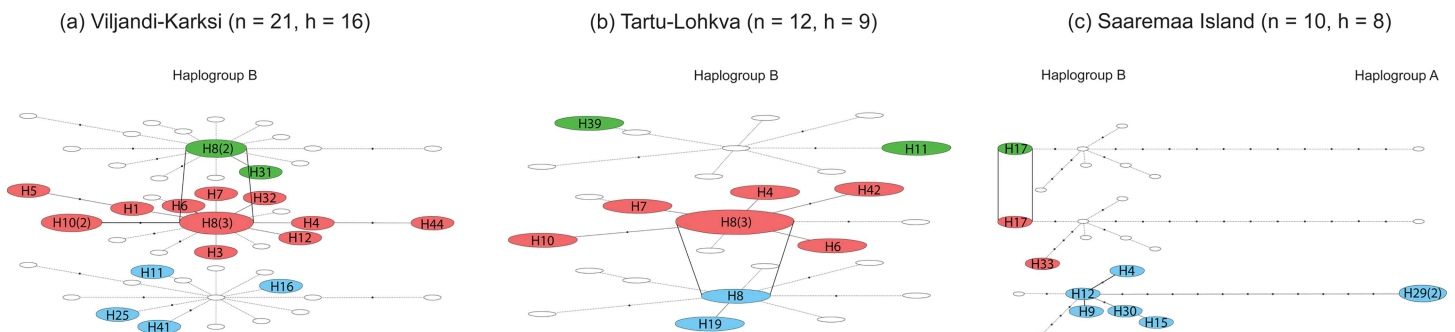 (a) Viljandi-Karksi (n = 21, h = 16)
Haplogroup B
H8(2)
H31
H5
H7
H32
H1
H6
H10(2)
H8(3)
H4
H44
H12
H3
H11
H16
H25
H41
(b) Tartu-Lohkva (n = 12, h = 9)
Haplogroup B
H39
H11
H4
H42
H7
H8(3)
H10
H6
H8
H19
(c) Saaremaa Island (n = 10, h = 8)
Haplogroup B
Haplogroup A
H17
H17
H33
H4
H12
H29(2)
H9
H30
H15